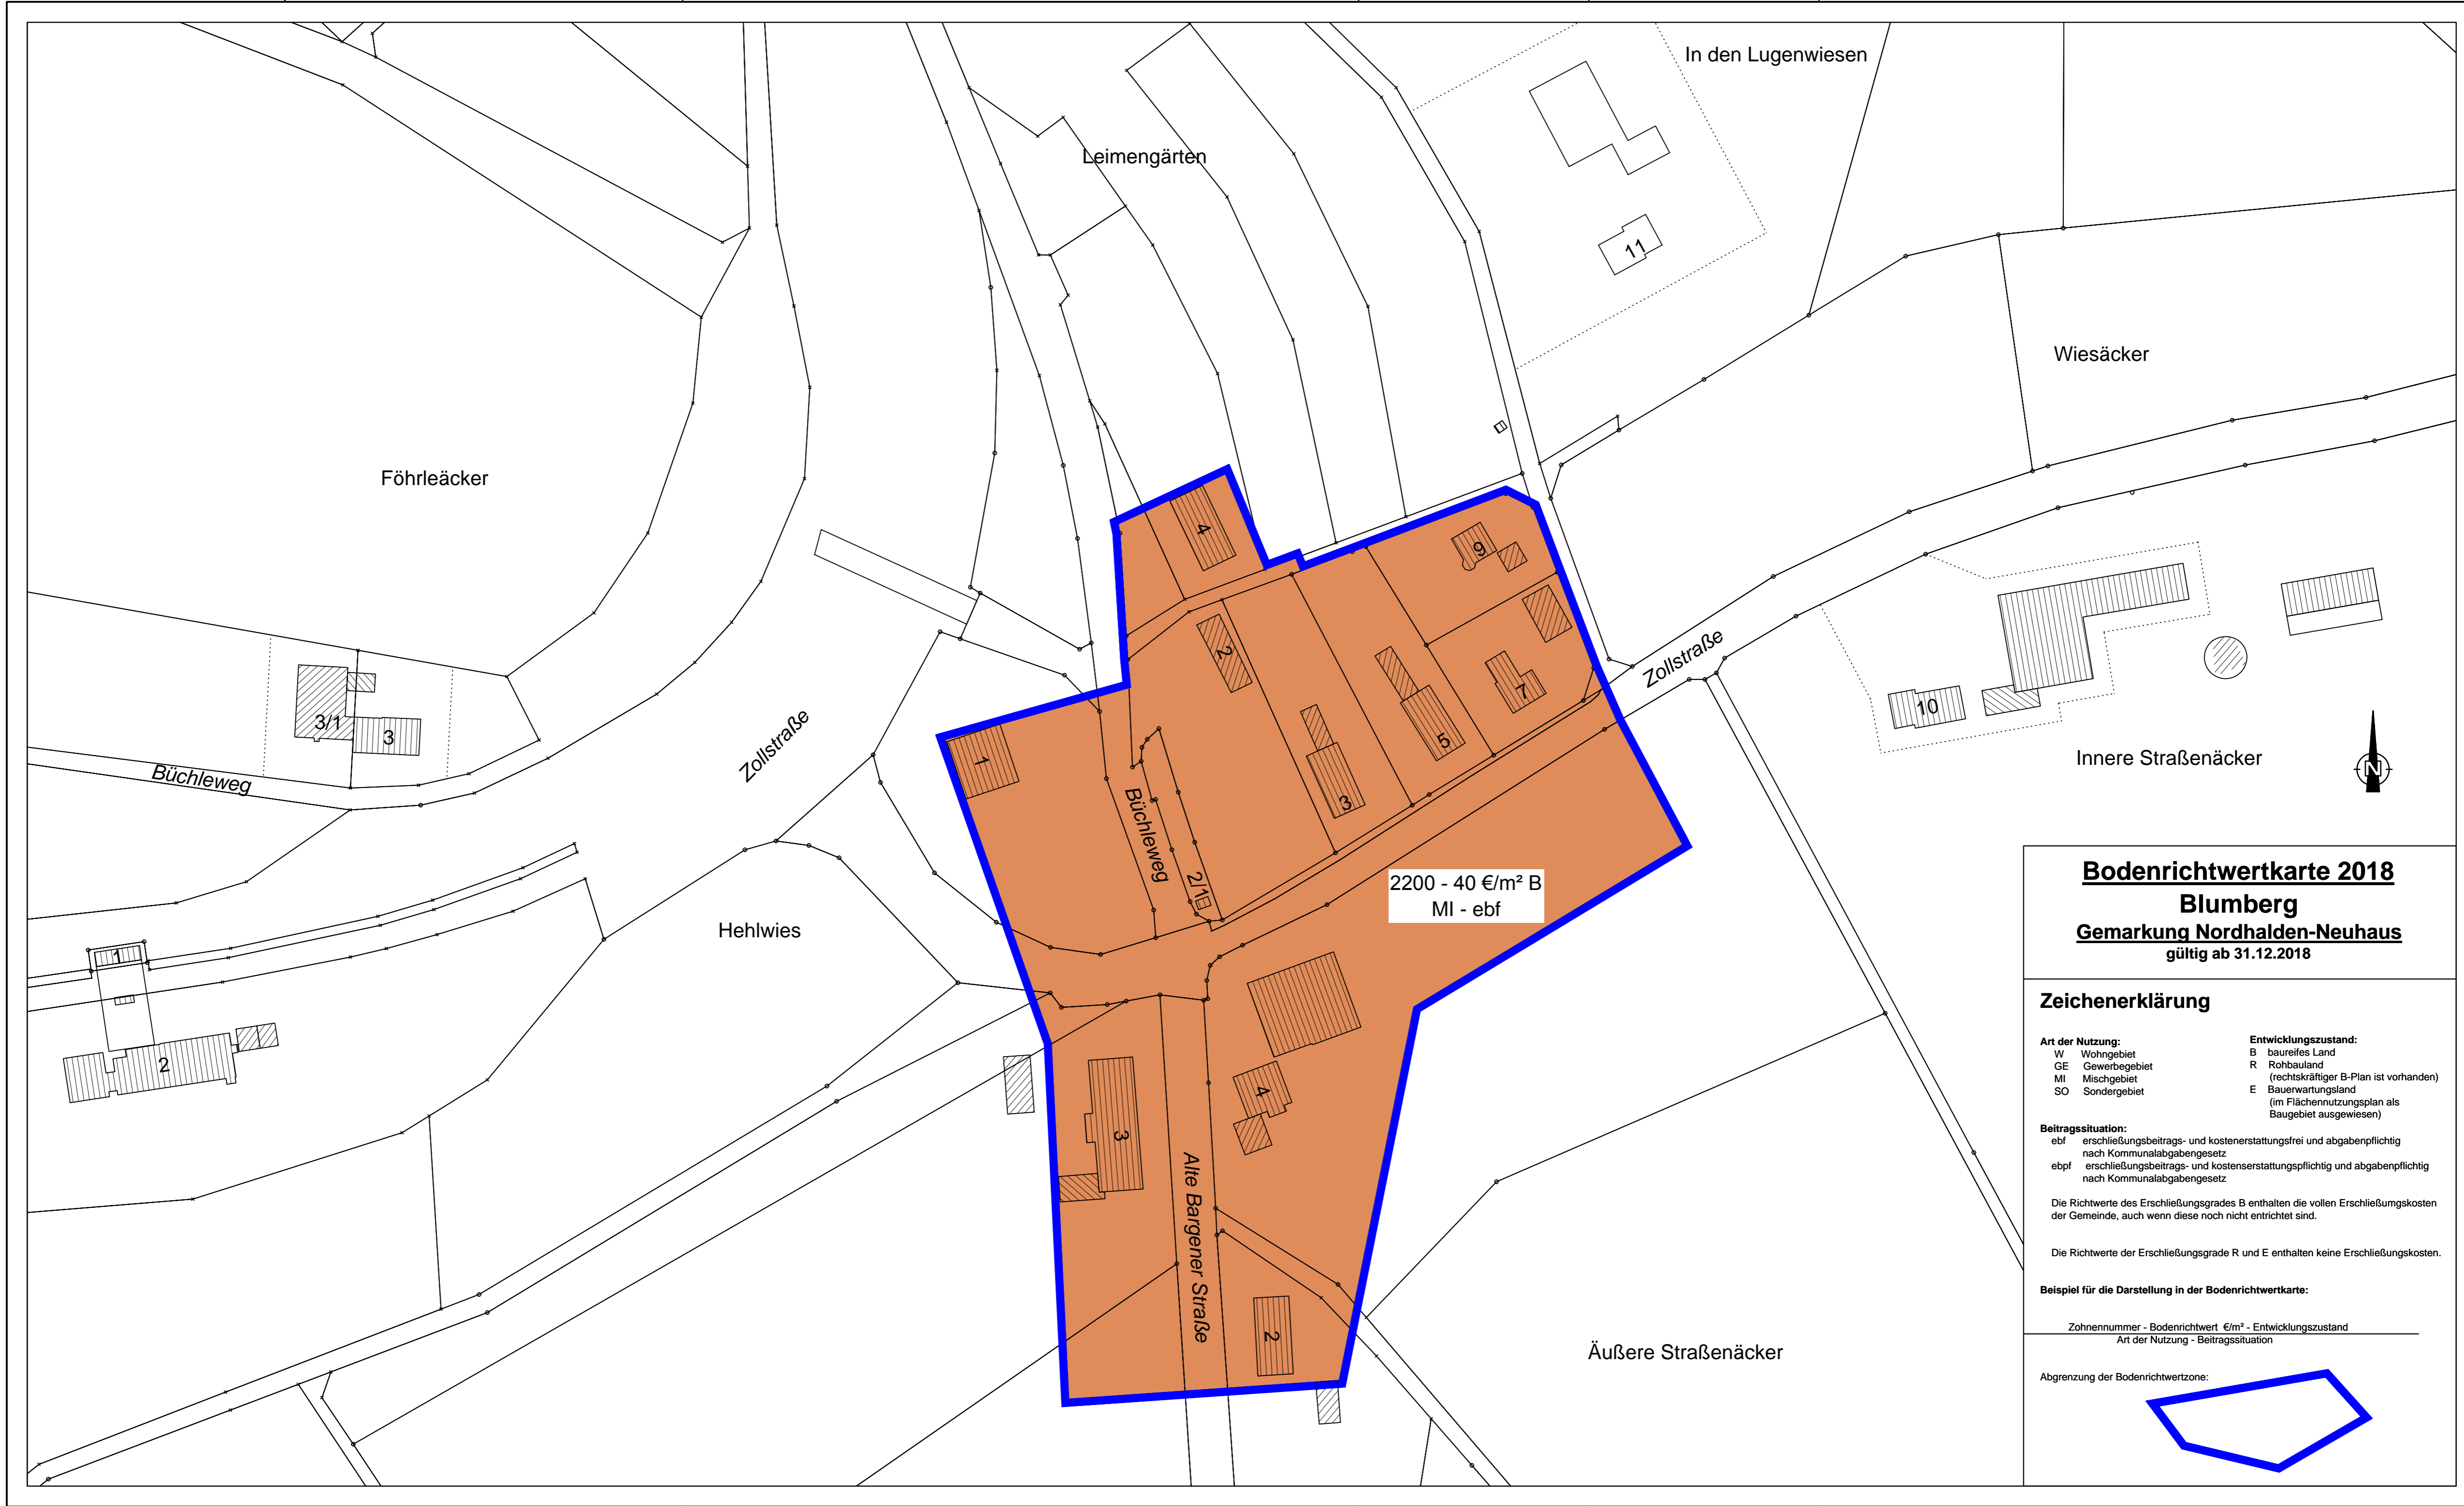 In den Lugenwiesen
Leimengärten
11
Wiesäcker
Föhrleäcker
4
9
2
7
Zollstraße
3/1
3
Büchleweg
Zollstraße
1
5
3
10
Innere Straßenäcker
N
Büchleweg
2/1
2200 - 40 €/m² B
MI - ebf
Hehlwies
1
2
4
3
Alte Bargener Straße
2
Äußere Straßenäcker
Bodenrichtwertkarte 2018
Blumberg
Gemarkung Nordhalden-Neuhaus
gültig ab 31.12.2018
Zeichenerklärung
Art der Nutzung:
W Wohngebiet
GE Gewerbegebiet
MI Mischgebiet
SO Sondergebiet
Entwicklungszustand:
B baureifes Land
R Rohbauland
(rechtskräftiger B-Plan ist vorhanden)
E Bauerwartungsland
(im Flächennutzungsplan als
Baugebiet ausgewiesen)
Beitragssituation:
ebf erschließungsbeitrags- und kostenerstattungsfrei und abgabenpflichtig
nach Kommunalabgabengesetz
ebpf erschließungsbeitrags- und kostenserstattungspflichtig und abgabenpflichtig
nach Kommunalabgabengesetz
Die Richtwerte des Erschließungsgrades B enthalten die vollen Erschließumgskosten
der Gemeinde, auch wenn diese noch nicht entrichtet sind.
Die Richtwerte der Erschließungsgrade R und E enthalten keine Erschließungskosten.
Beispiel für die Darstellung in der Bodenrichtwertkarte:
Zohnennummer - Bodenrichtwert €/m² - Entwicklungszustand
Art der Nutzung - Beitragssituation
Abgrenzung der Bodenrichtwertzone: